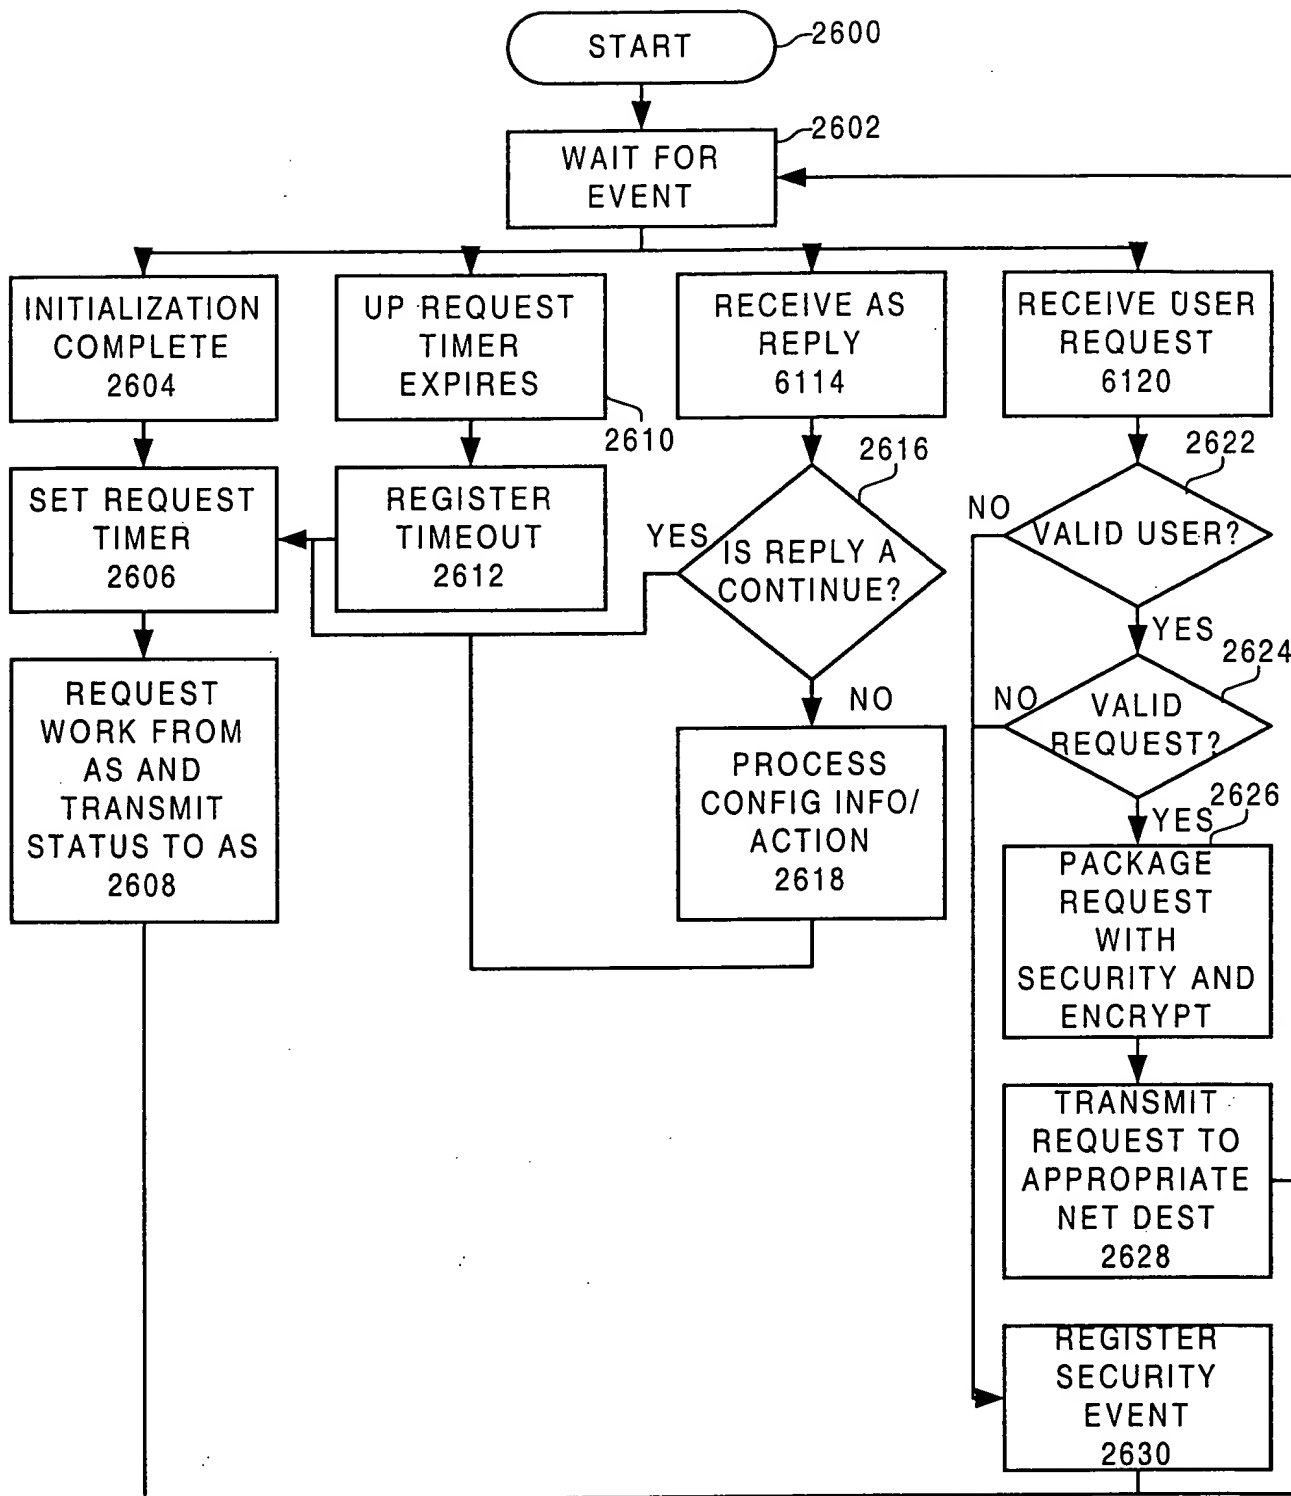 START
2600
WAIT FOR
EVENT
2602
INITIALIZATION
COMPLETE
2604
UP REQUEST
TIMER
EXPIRES
2610
RECEIVE AS
REPLY
6114
RECEIVE USER
REQUEST
6120
SET REQUEST
TIMER
2606
REGISTER
TIMEOUT
2612
YES
IS REPLY A
CONTINUE?
2616
NO
VALID USER?
2622
YES
REQUEST
WORK FROM
AS AND
TRANSMIT
STATUS TO AS
2608
NO
PROCESS
CONFIG INFO/
ACTION
2618
NO
VALID
REQUEST?
2624
YES
2626
PACKAGE
REQUEST
WITH
SECURITY AND
ENCRYPT
TRANSMIT
REQUEST TO
APPROPRIATE
NET DEST
2628
REGISTER
SECURITY
EVENT
2630